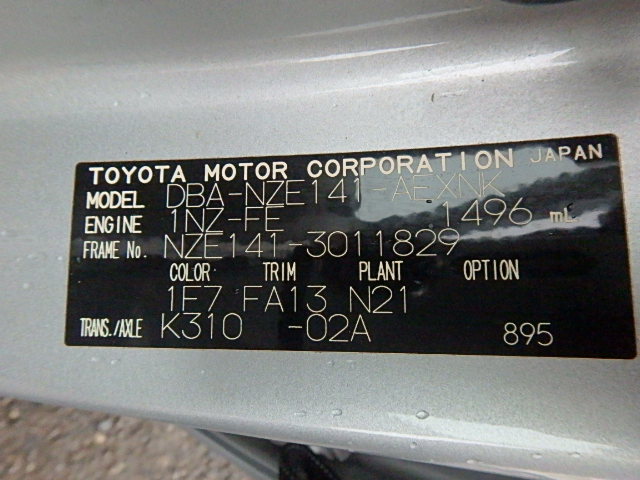 TOYOTA MOTOR CORPORATION JAPAN
MODEL DBA-NZE141-AEXNK
ENGINE 1NZ-FE 1496 mL
FRAME No. NZE141-3011829
COLOR TRIM PLANT OPTION
1E7 FA13 N21
TRANS./AXLE K310 -02A 895